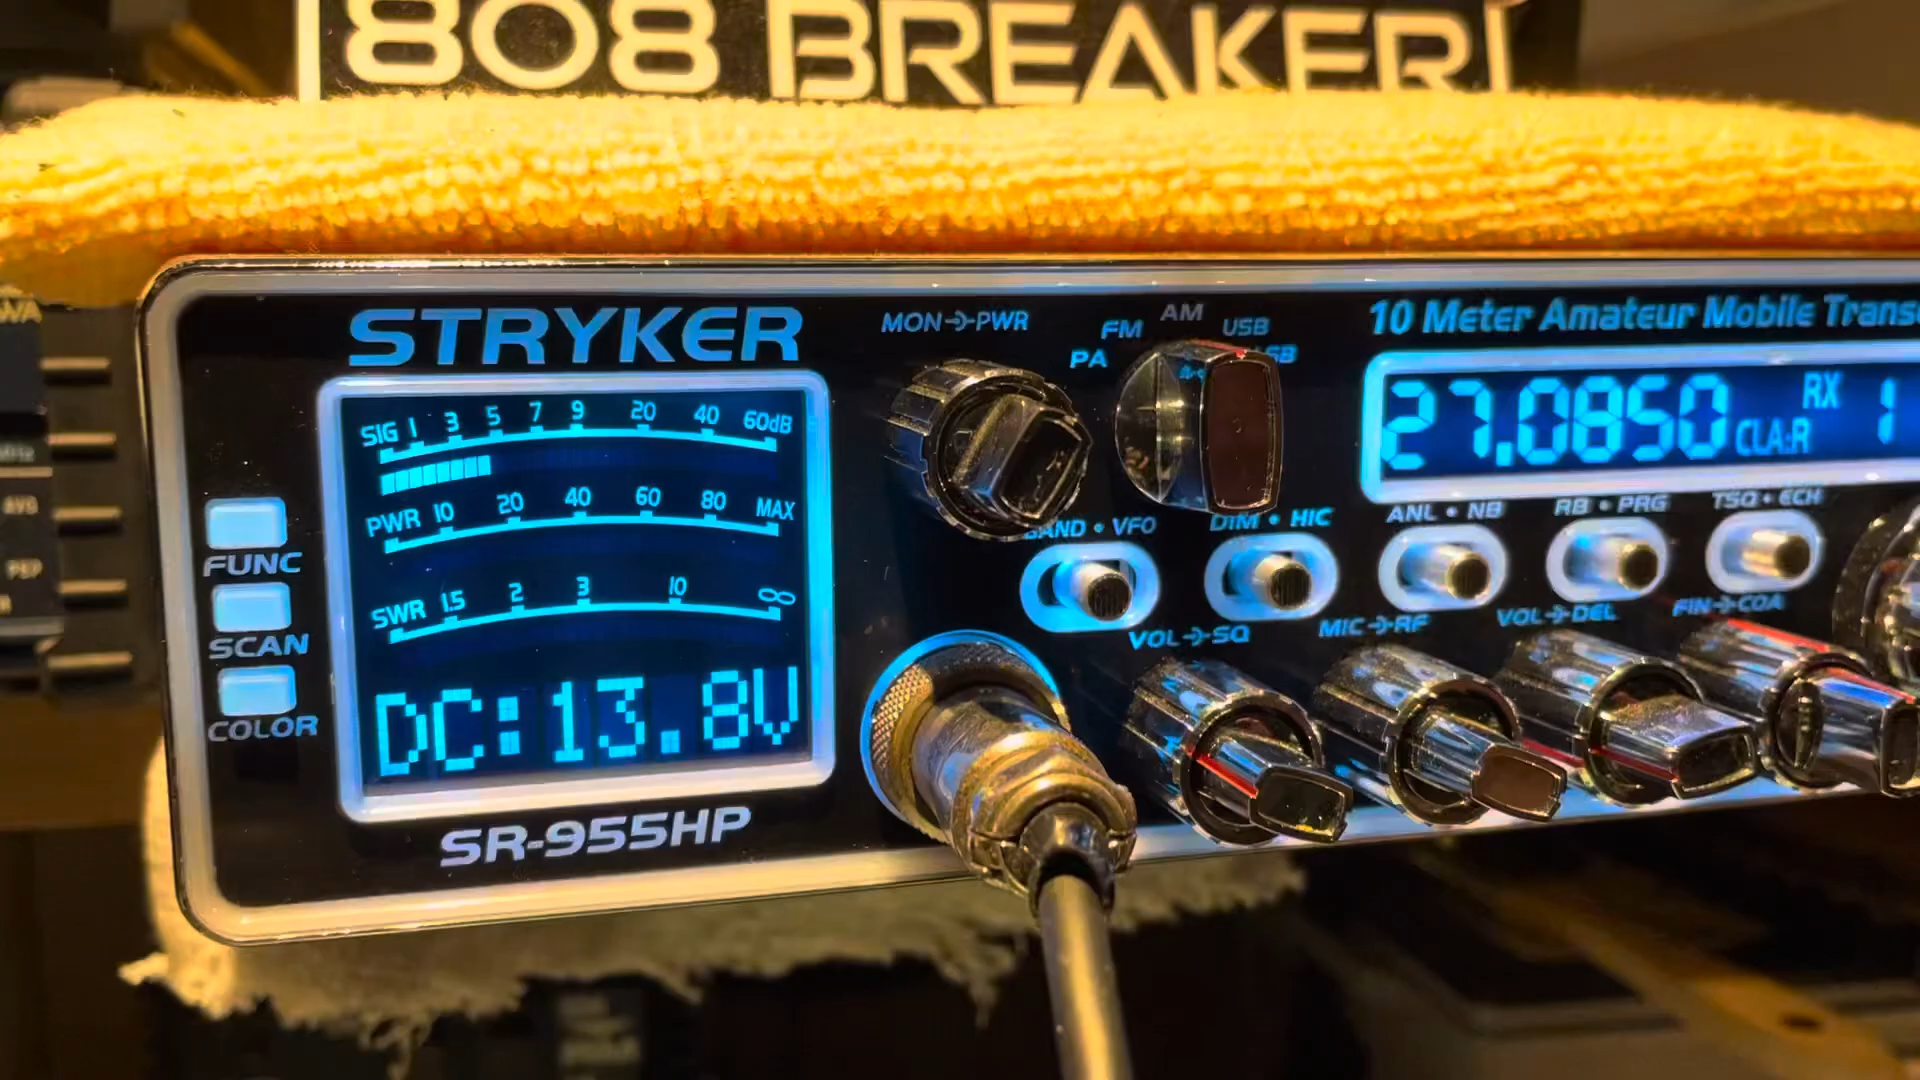 808 BREAKER
STRYKER
MON PWR
PA FM AM USB
10 Meter Amateur Mobile
SIG 1 3 5 7 9 20 40 60dB
27.0850 CLA:R RX 1
PWR 10 20 40 60 80 MAX
BAND • VFO
DIM • HIC
ANL • NB
RB • PRG
TSQ • ECH
FUNC
SCAN
COLOR
SWR 1.5 2 3 10 ∞
VOL SQ
MIC RF
VOL DEL
FIN COA
DC:13.8V
SR-955HP